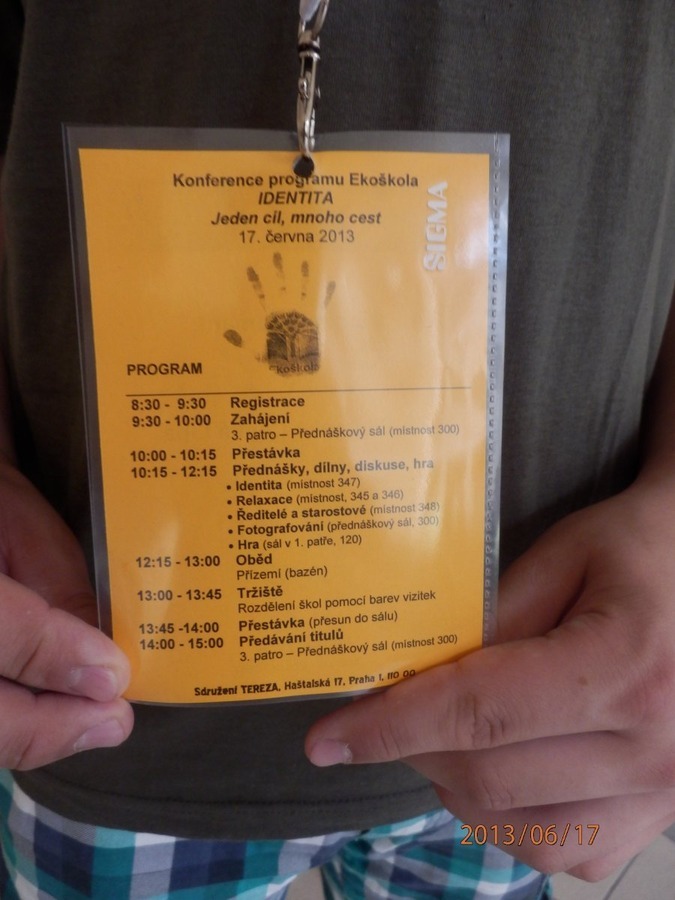 Konference programu Ekoškola
IDENTITA
Jeden cíl, mnoho cest
17. června 2013
SIGMA
koškol
PROGRAM
8:30 - 9:30 Registrace
9:30 - 10:00 Zahájení
3. patro – Přednáškový sál (místnost 300)
10:00 - 10:15 Přestávka
10:15 - 12:15 Přednášky, dílny, diskuse, hra
• Identita (místnost 347)
• Relaxace (místnost, 345 a 346)
• Ředitelé a starostové (místnost 348)
• Fotografování (přednáškový sál, 300)
• Hra (sál v 1. patře, 120)
12:15 - 13:00 Oběd
Přízemí (bazén)
13:00 - 13:45 Tržiště
Rozdělení škol pomocí barev vizitek
13:45 -14:00 Přestávka (přesun do sálu)
14:00 - 15:00 Předávání titulů
3. patro – Přednáškový sál (místnost 300)
Sdružení TEREZA, Haštalská 17, Praha 1, 110 00
2013/06/17